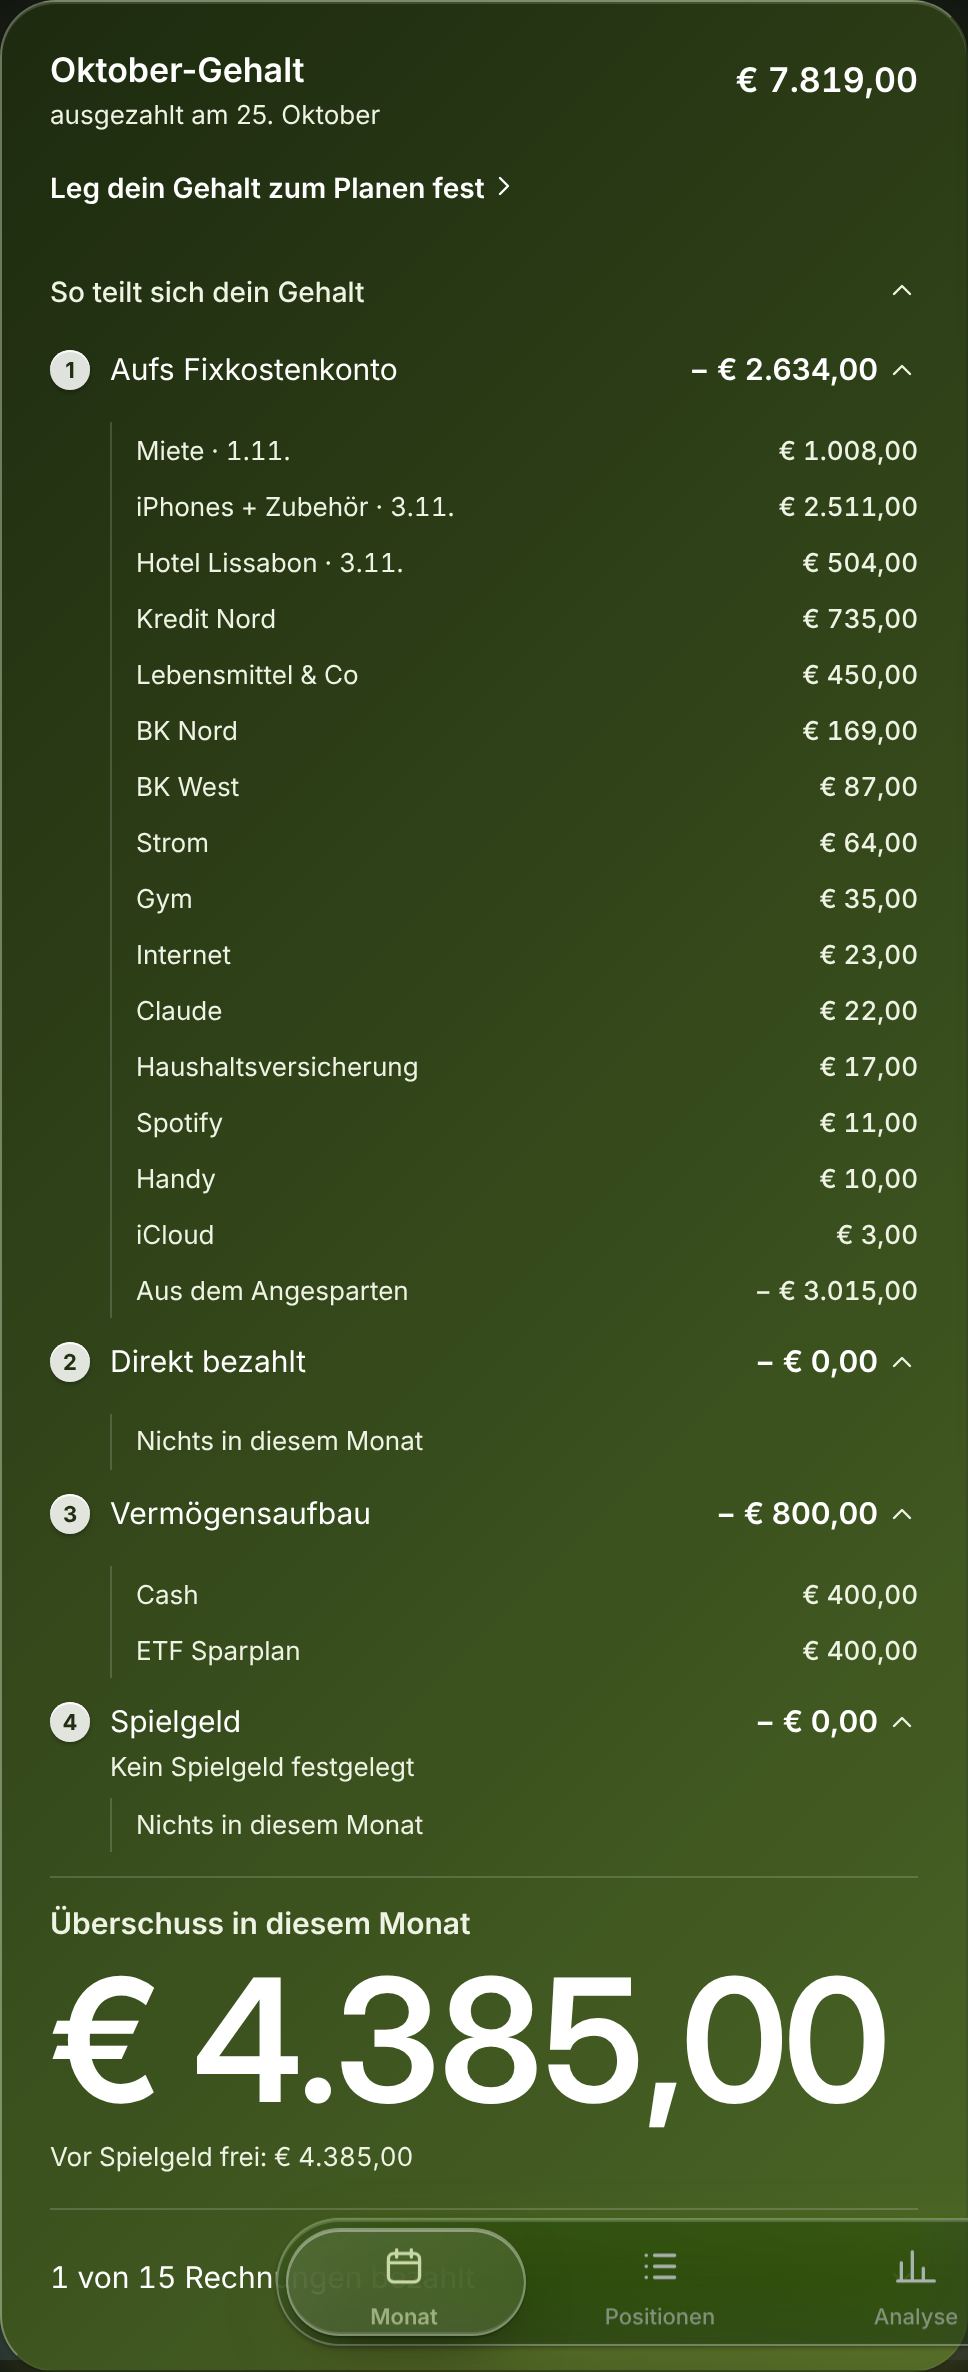 Oktober-Gehalt
€ 7.819,00
ausgezahlt am 25. Oktober
Leg dein Gehalt zum Planen fest
So teilt sich dein Gehalt
1 Aufs Fixkostenkonto – € 2.634,00
Miete · 1.11. € 1.008,00
iPhones + Zubehör · 3.11. € 2.511,00
Hotel Lissabon · 3.11. € 504,00
Kredit Nord € 735,00
Lebensmittel & Co € 450,00
BK Nord € 169,00
BK West € 87,00
Strom € 64,00
Gym € 35,00
Internet € 23,00
Claude € 22,00
Haushaltsversicherung € 17,00
Spotify € 11,00
Handy € 10,00
iCloud € 3,00
Aus dem Angesparten – € 3.015,00
2 Direkt bezahlt – € 0,00
Nichts in diesem Monat
3 Vermögensaufbau – € 800,00
Cash € 400,00
ETF Sparplan € 400,00
4 Spielgeld – € 0,00
Kein Spielgeld festgelegt
Nichts in diesem Monat
Überschuss in diesem Monat
€ 4.385,00
Vor Spielgeld frei: € 4.385,00
1 von 15 Rechnungen bezahlt
Monat Positionen Analyse